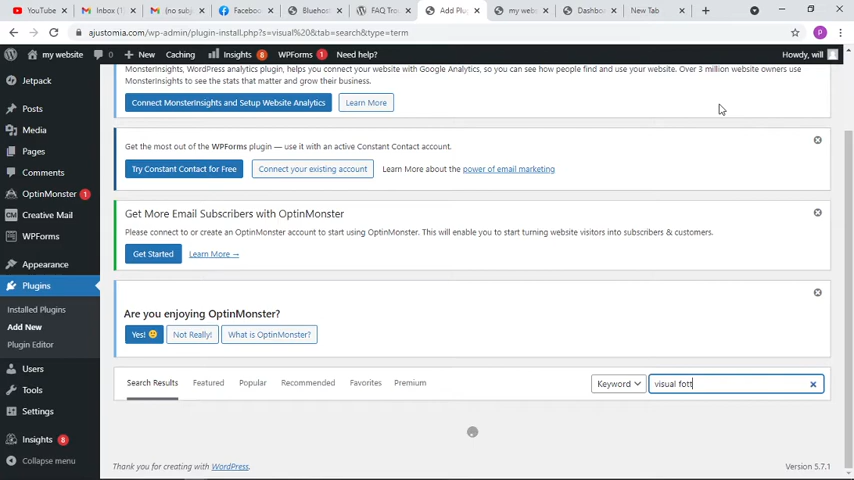 YouTube
Inbox (1
(no subj
Facebo
Blueho
FAQ Tro
Add Plu
my web
Dashbo
New Tab
ajustomia.com/wp-admin/plugin-install.php?s=visual%20&tab=search&type=term
P
my website
0
New
Caching
Insights 8
WPForms 1
Need help?
Howdy, will
Jetpack
Posts
Media
Pages
Comments
OptinMonster 1
CM Creative Mail
WPForms
Appearance
Plugins
Installed Plugins
Add New
Plugin Editor
Users
Tools
Settings
Insights 8
Collapse menu
MonsterInsights, WordPress analytics plugin, helps you connect your website with Google Analytics, so you can see how people find and use your website. Over 3 million website owners use
MonsterInsights to see the stats that matter and grow their business.
Connect MonsterInsights and Setup Website Analytics
Learn More
Get the most out of the WPForms plugin — use it with an active Constant Contact account.
Try Constant Contact for Free
Connect your existing account
Learn More about the power of email marketing
Get More Email Subscribers with OptinMonster
Please connect to or create an OptinMonster account to start using OptinMonster. This will enable you to start turning website visitors into subscribers & customers.
Get Started
Learn More →
Are you enjoying OptinMonster?
Yes! 🙂
Not Really!
What is OptinMonster?
Search Results
Featured
Popular
Recommended
Favorites
Premium
Keyword
visual fott
Thank you for creating with WordPress.
Version 5.7.1